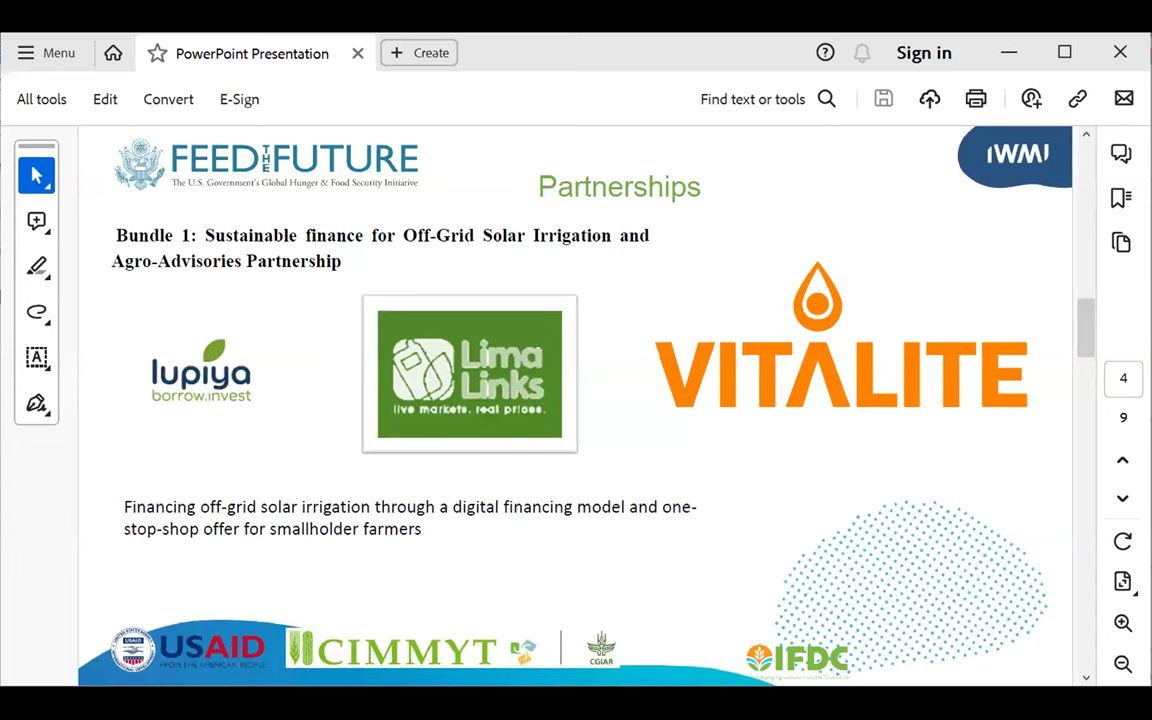 Menu
PowerPoint Presentation
Create
Sign in
All tools
Edit
Convert
E-Sign
Find text or tools
FEED THE FUTURE
The U.S. Government's Global Hunger & Food Security Initiative
IWMI
Partnerships
Bundle 1: Sustainable finance for Off-Grid Solar Irrigation and
Agro-Advisories Partnership
lupiya
borrow.invest
Lima
Links
live markets. real prices.
VITALITE
4
9
Financing off-grid solar irrigation through a digital financing model and one-
stop-shop offer for smallholder farmers
USAID
FROM THE AMERICAN PEOPLE
CIMMYT
CGIAR
IFDC